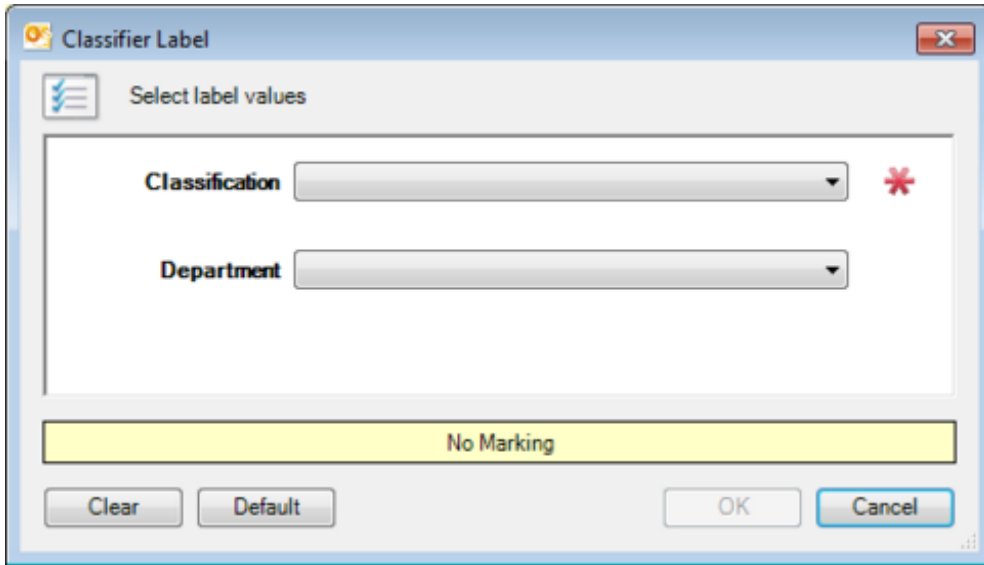 Classifier Label
Select label values
Classification
Department
No Marking
Clear Default OK Cancel